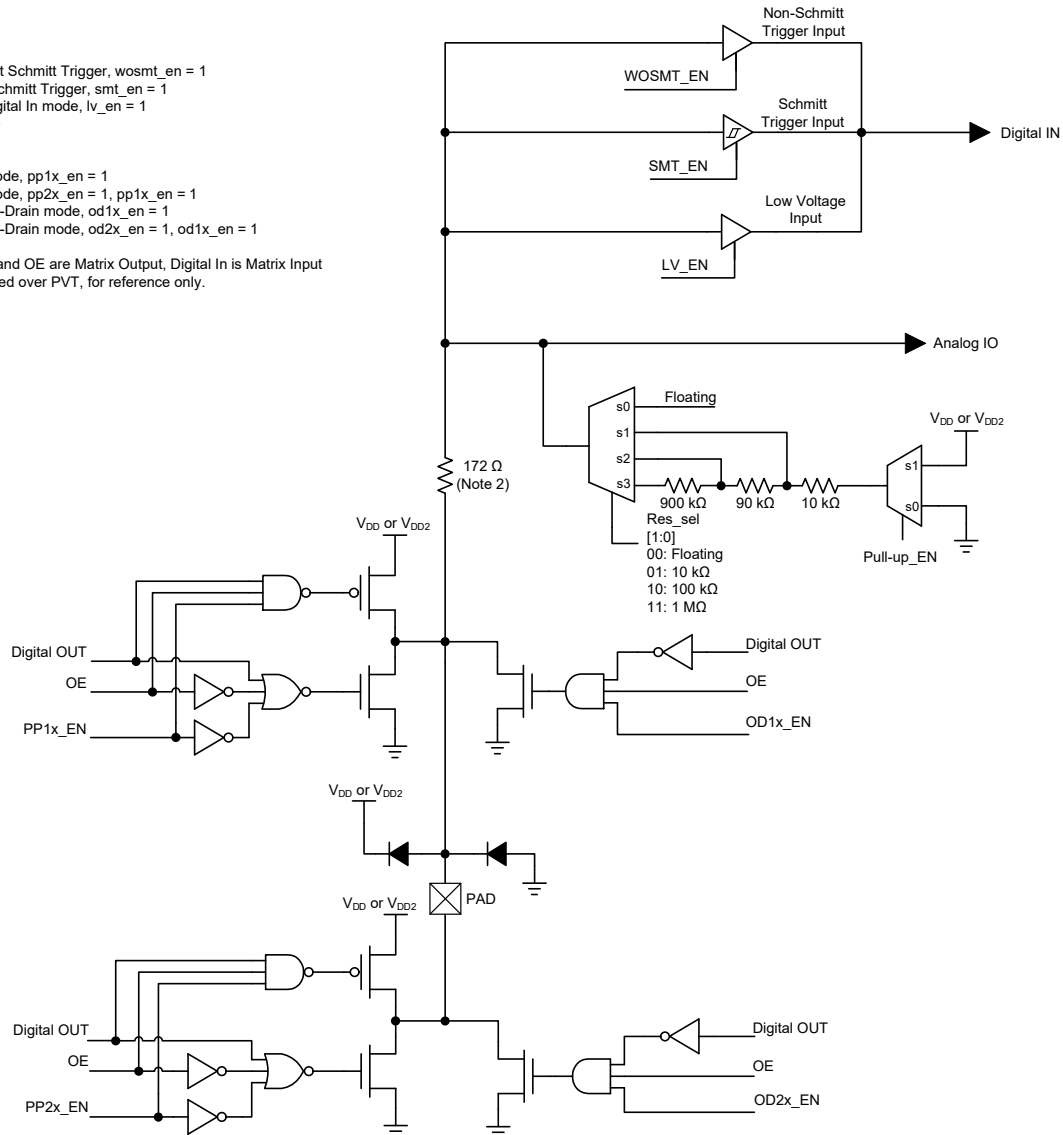 t Schmitt Trigger, wosmt_en = 1
chmitt Trigger, smt_en = 1
gital In mode, lv_en = 1
ode, pp1x_en = 1
ode, pp2x_en = 1, pp1x_en = 1
-Drain mode, od1x_en = 1
-Drain mode, od2x_en = 1, od1x_en = 1
and OE are Matrix Output, Digital In is Matrix Input
ed over PVT, for reference only.
Non-Schmitt
Trigger Input
WOSMT_EN
Schmitt
Trigger Input
Digital IN
SMT_EN
Low Voltage
Input
LV_EN
Analog IO
s0
Floating
s1
s2
s3
900 kΩ
90 kΩ
10 kΩ
VDD or VDD2
s1
s0
Pull-up_EN
Res_sel
[1:0]
00: Floating
01: 10 kΩ
10: 100 kΩ
11: 1 MΩ
172 Ω
(Note 2)
VDD or VDD2
Digital OUT
OE
PP1x_EN
Digital OUT
OE
OD1x_EN
VDD or VDD2
PAD
VDD or VDD2
Digital OUT
OE
PP2x_EN
Digital OUT
OE
OD2x_EN